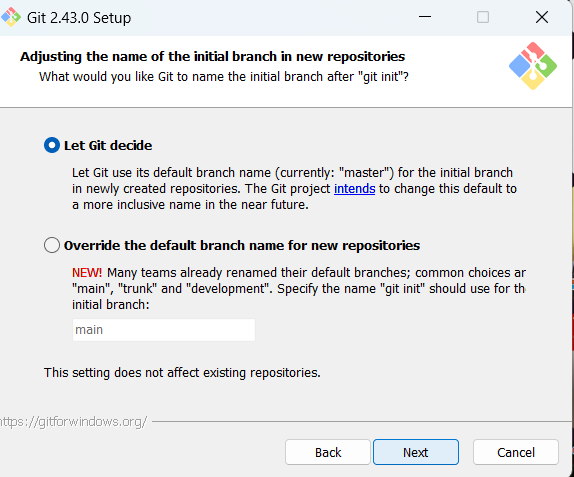 Git 2.43.0 Setup
Adjusting the name of the initial branch in new repositories
What would you like Git to name the initial branch after "git init"?
Let Git decide
Let Git use its default branch name (currently: "master") for the initial branch
in newly created repositories. The Git project intends to change this default to
a more inclusive name in the near future.
Override the default branch name for new repositories
NEW! Many teams already renamed their default branches; common choices ar
"main", "trunk" and "development". Specify the name "git init" should use for th
initial branch:
main
This setting does not affect existing repositories.
https://gitforwindows.org/
Back
Next
Cancel